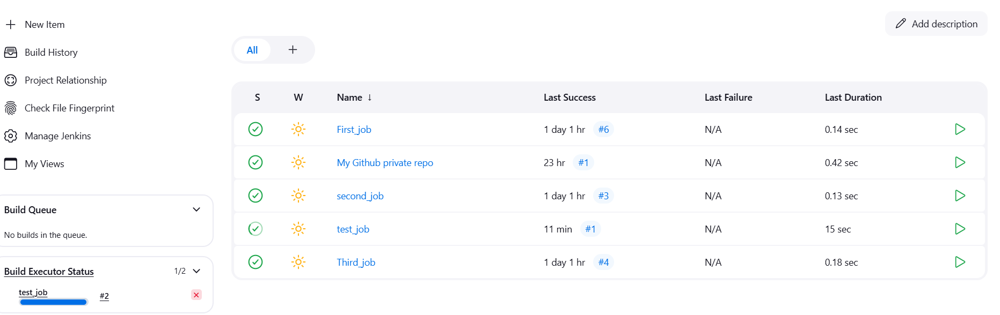 New Item
Build History
Project Relationship
Check File Fingerprint
Manage Jenkins
My Views
Build Queue
No builds in the queue.
Build Executor Status 1/2
test_job #2
Add description
All +
S W Name ↓ Last Success Last Failure Last Duration
First_job 1 day 1 hr #6 N/A 0.14 sec
My Github private repo 23 hr #1 N/A 0.42 sec
second_job 1 day 1 hr #3 N/A 0.13 sec
test_job 11 min #1 N/A 15 sec
Third_job 1 day 1 hr #4 N/A 0.18 sec